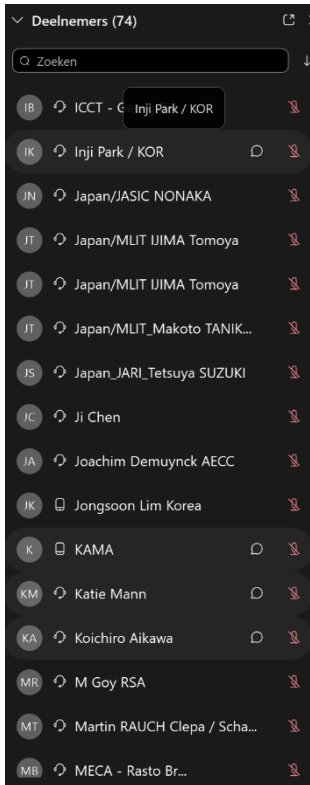 Deelnemers (74)
Zoeken
IB ICCT - G
Inji Park / KOR
IK Inji Park / KOR
JN Japan/JASIC NONAKA
JT Japan/MLIT IJIMA Tomoya
JT Japan/MLIT IJIMA Tomoya
JT Japan/MLIT_Makoto TANIK...
JS Japan_JARI_Tetsuya SUZUKI
JC Ji Chen
JA Joachim Demuynck AECC
JK Jongsoon Lim Korea
K KAMA
KM Katie Mann
KA Koichiro Aikawa
MR M Goy RSA
MT Martin RAUCH Clepa / Scha...
MB MECA - Rasto Br...